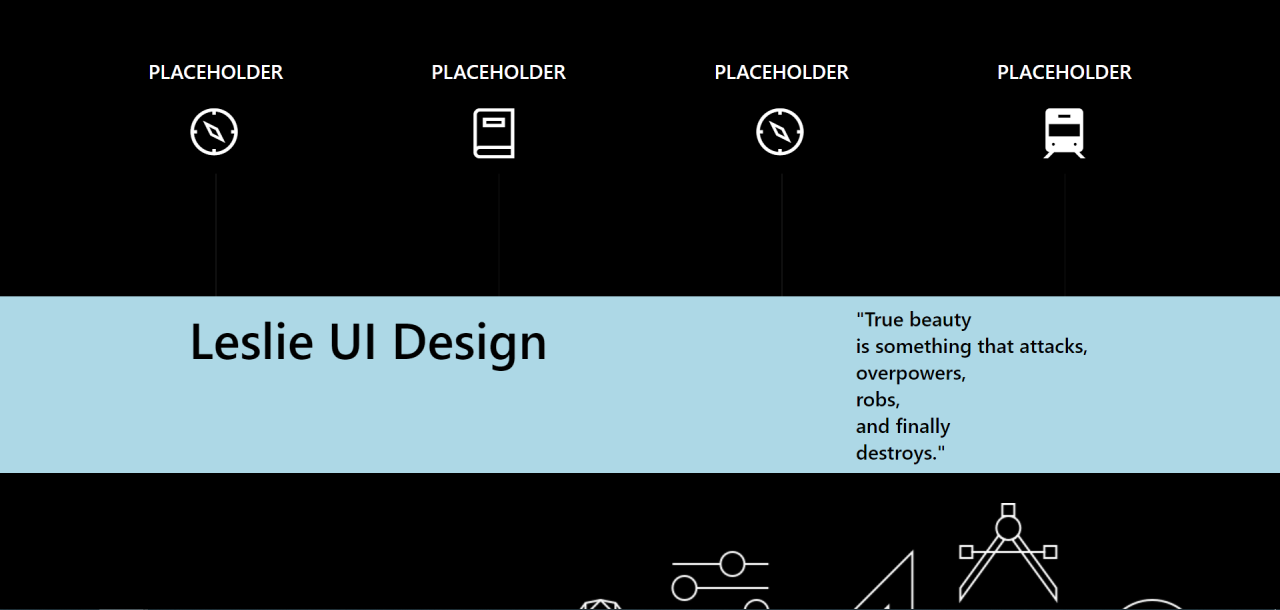 PLACEHOLDER PLACEHOLDER PLACEHOLDER PLACEHOLDER
Leslie UI Design
"True beauty
is something that attacks,
overpowers,
robs,
and finally
destroys."